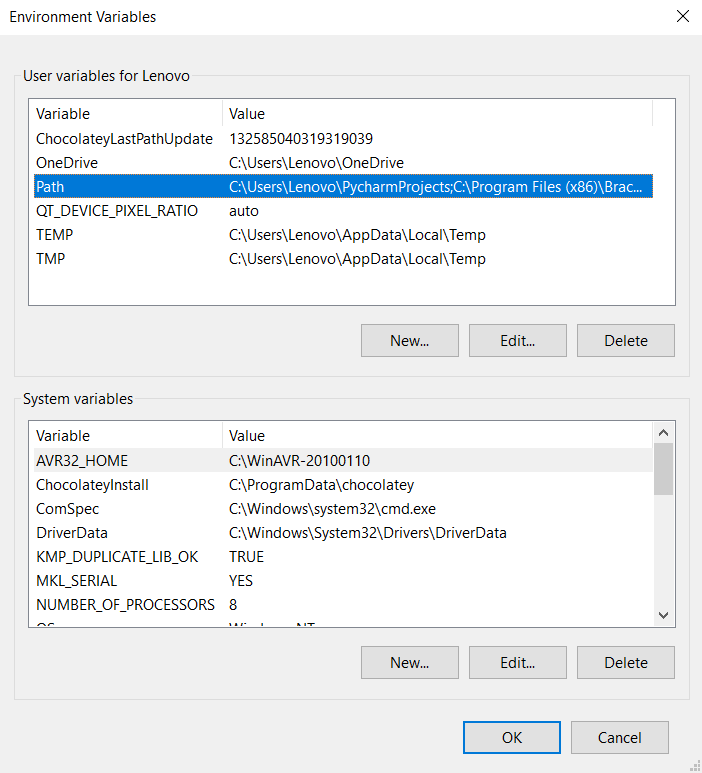 Environment Variables
User variables for Lenovo
Variable Value
ChocolateyLastPathUpdate 132585040319319039
OneDrive C:\Users\Lenovo\OneDrive
Path C:\Users\Lenovo\PycharmProjects;C:\Program Files (x86)\Brac...
QT_DEVICE_PIXEL_RATIO auto
TEMP C:\Users\Lenovo\AppData\Local\Temp
TMP C:\Users\Lenovo\AppData\Local\Temp
New... Edit... Delete
System variables
Variable Value
AVR32_HOME C:\WinAVR-20100110
ChocolateyInstall C:\ProgramData\chocolatey
ComSpec C:\Windows\system32\cmd.exe
DriverData C:\Windows\System32\Drivers\DriverData
KMP_DUPLICATE_LIB_OK TRUE
MKL_SERIAL YES
NUMBER_OF_PROCESSORS 8
New... Edit... Delete
OK Cancel